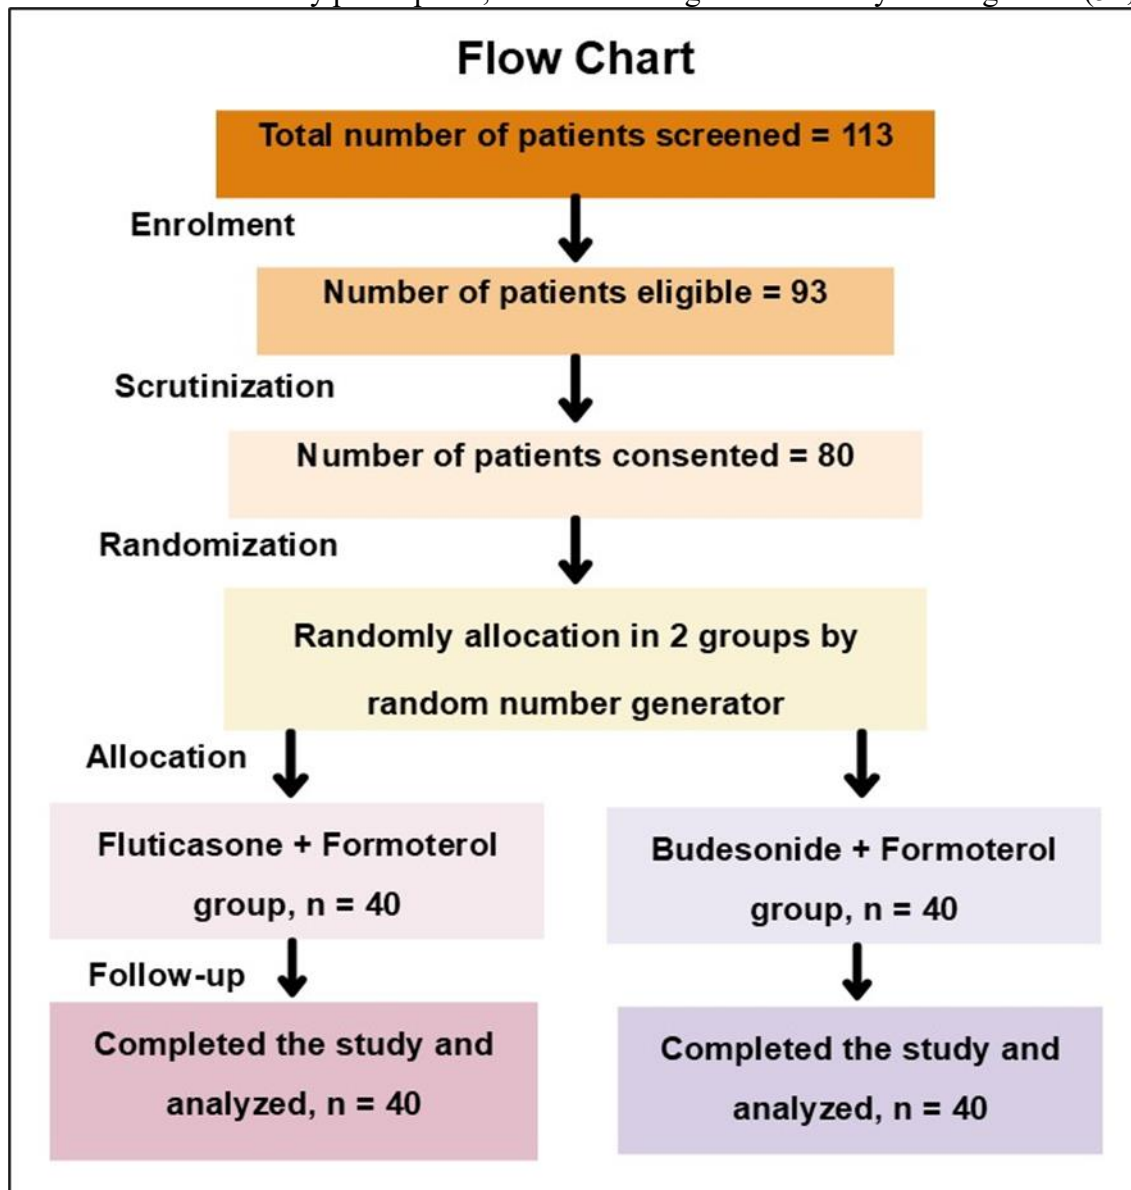 Flow Chart
Total number of patients screened = 113
Enrolment
Number of patients eligible = 93
Scrutinization
Number of patients consented = 80
Randomization
Randomly allocation in 2 groups by
random number generator
Allocation
Fluticasone + Formoterol
group, n = 40
Budesonide + Formoterol
group, n = 40
Follow-up
Completed the study and
analyzed, n = 40
Completed the study and
analyzed, n = 40